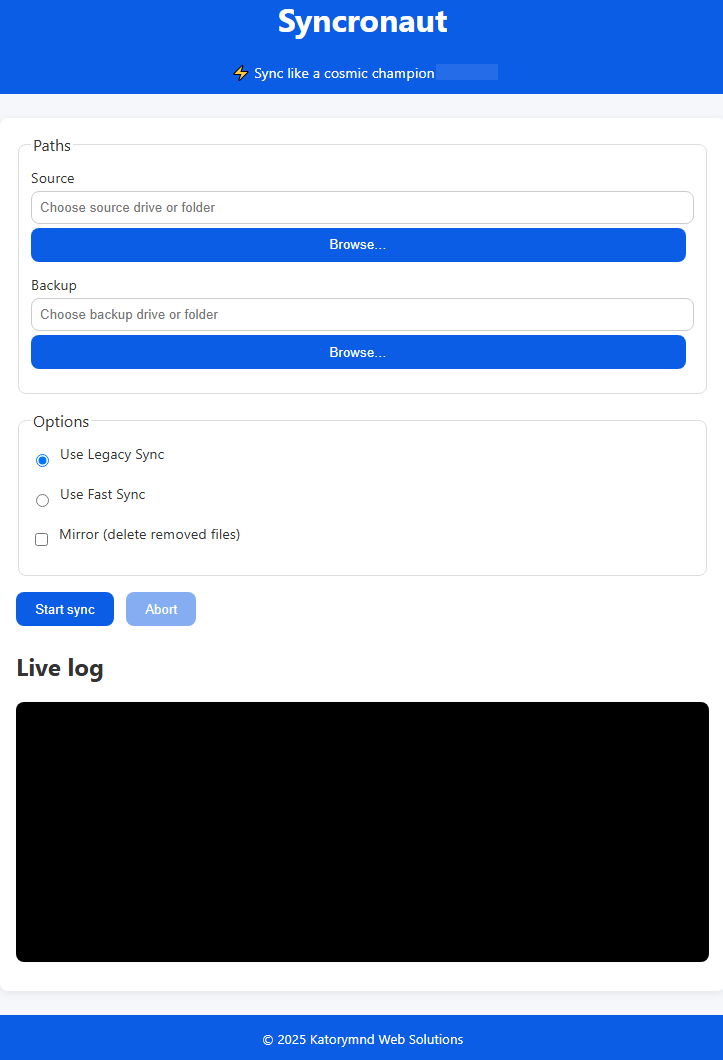 Syncronaut
⚡ Sync like a cosmic champion
Paths
Source
Choose source drive or folder
Browse...
Backup
Choose backup drive or folder
Browse...
Options
Use Legacy Sync
Use Fast Sync
Mirror (delete removed files)
Start sync Abort
Live log
© 2025 Katorymnd Web Solutions